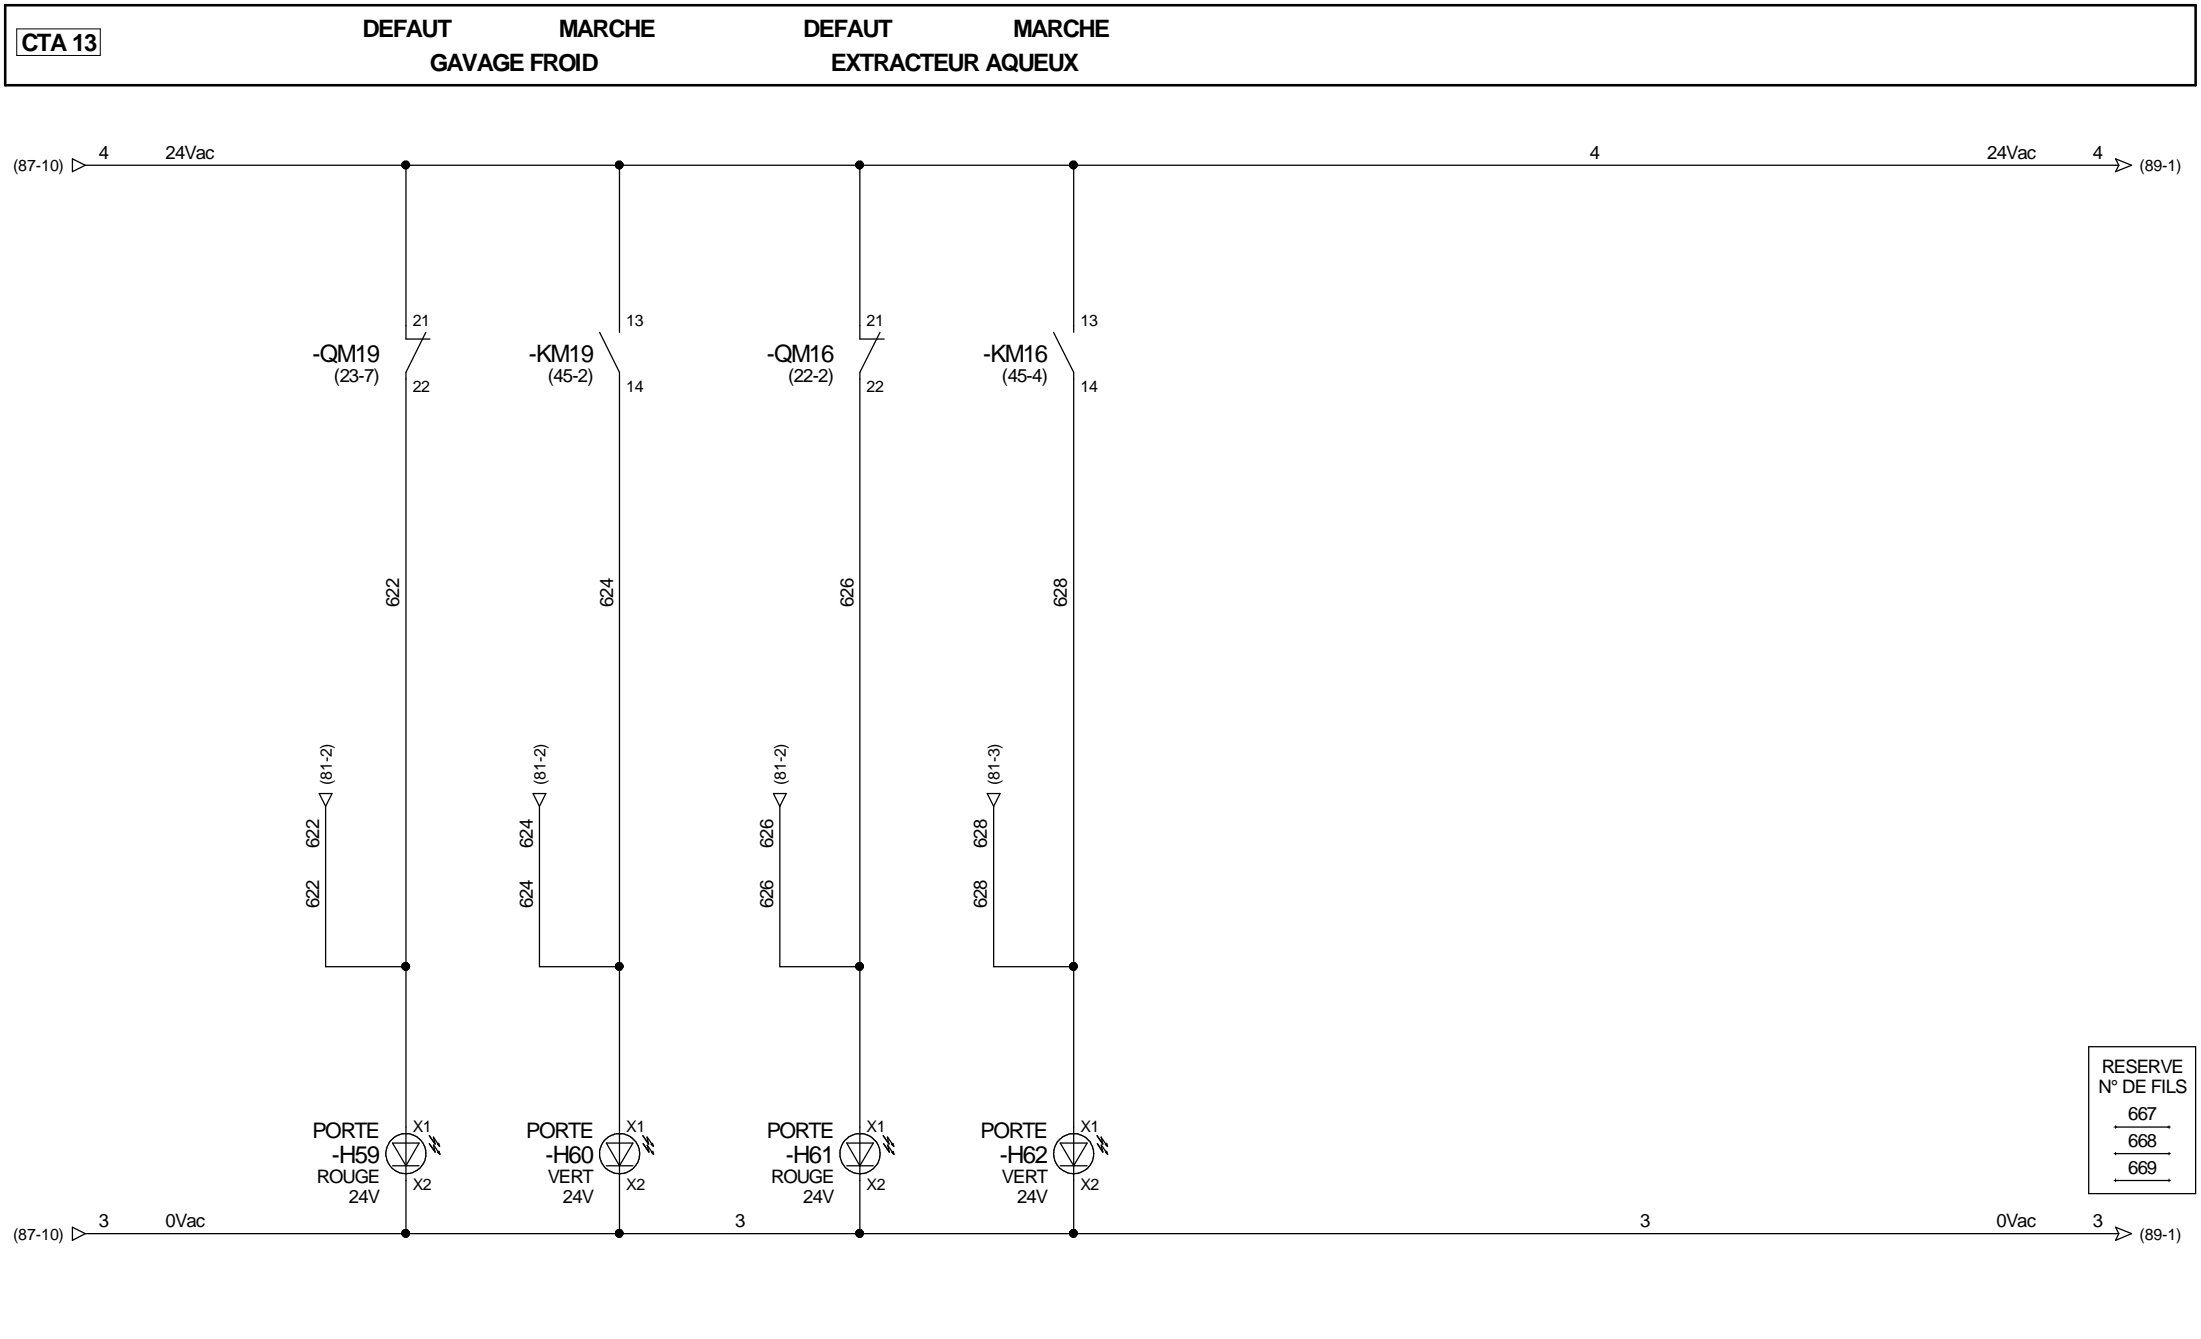 CTA 13
DEFAUT MARCHE DEFAUT MARCHE
GAVAGE FROID EXTRACTEUR AQUEUX
(87-10) 4 24Vac 4 24Vac 4 (89-1)
21 13 21 13
-QM19 -KM19 -QM16 -KM16
(23-7) (45-2) (22-2) (45-4)
22 14 22 14
622 624 626 628
(81-2) (81-2) (81-2) (81-3)
622 624 626 628
622 624 626 628
RESERVE
N° DE FILS
667
668
669
PORTE X1 PORTE X1 PORTE X1 PORTE X1
-H59 -H60 -H61 -H62
ROUGE X2 VERT X2 ROUGE X2 VERT X2
24V 24V 24V 24V
(87-10) 3 0Vac 3 3 0Vac 3 (89-1)